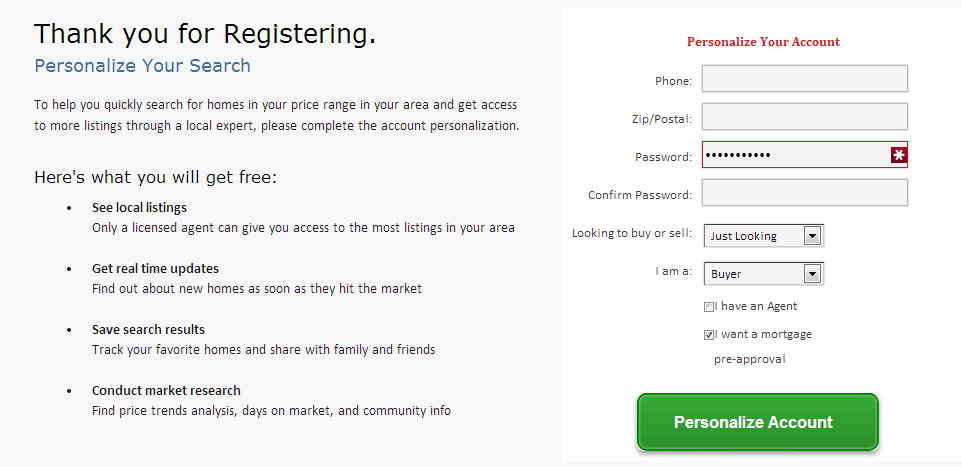 Thank you for Registering.
Personalize Your Search
To help you quickly search for homes in your price range in your area and get access
to more listings through a local expert, please complete the account personalization.
Here's what you will get free:
• See local listings
Only a licensed agent can give you access to the most listings in your area
• Get real time updates
Find out about new homes as soon as they hit the market
• Save search results
Track your favorite homes and share with family and friends
• Conduct market research
Find price trends analysis, days on market, and community info
Personalize Your Account
Phone:
Zip/Postal:
Password: •••••••••••
Confirm Password:
Looking to buy or sell: Just Looking
I am a: Buyer
I have an Agent
I want a mortgage
pre-approval
Personalize Account